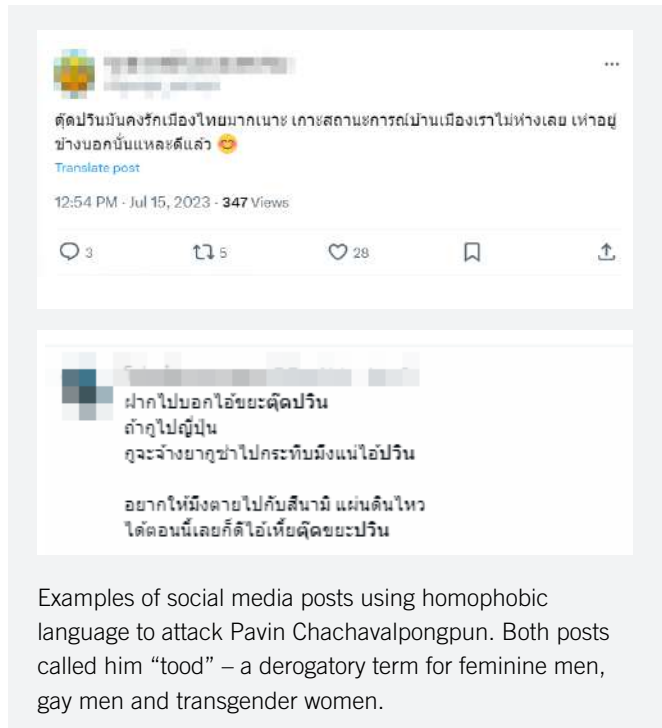 ตุ๊ดปวินมันคงรักเมืองไทยมากเนาะ เกาะสถานะการณ์บ้านเมืองเราไม่ห่างเลย เห่าอยู่
ข้างนอกนั่นแหละดีแล้ว 😊
Translate post
12:54 PM · Jul 15, 2023 · 347 Views
3 5 28
ฝากไปบอกไอ้ขยะตุ๊ดปวิน
ถ้ากูไปญี่ปุ่น
กูจะจ้างยากูซ่าไปกระทืบมึงแน่ไอ้ปวิน
อยากให้มึงตายไปกับสึนามิ แผ่นดินไหว
ได้ตอนนี้เลยก็ดีไอ้เหี้ยตุ๊ดขยะปวิน
Examples of social media posts using homophobic
language to attack Pavin Chachavalpongpun. Both posts
called him “tood” – a derogatory term for feminine men,
gay men and transgender women.